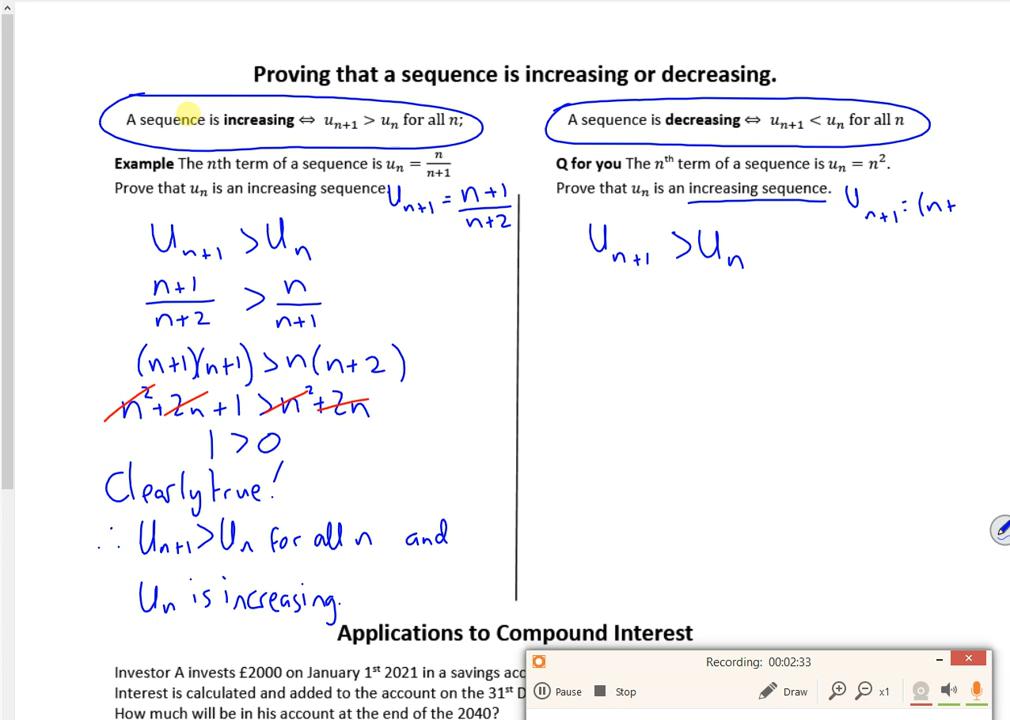 Proving that a sequence is increasing or decreasing.
A sequence is increasing ⇔ uₙ₊₁ > uₙ for all n;
Example The nth term of a sequence is uₙ = n/(n+1)
Prove that uₙ is an increasing sequence.
Uₙ₊₁ = (n+1)/(n+2)
Uₙ₊₁ > Uₙ
(n+1)/(n+2) > n/(n+1)
(n+1)(n+1) > n(n+2)
n²+2n+1 > n²+2n
1 > 0
Clearly true!
∴ Uₙ₊₁ > Uₙ for all n and
Uₙ is increasing.
A sequence is decreasing ⇔ uₙ₊₁ < uₙ for all n
Q for you The nᵗʰ term of a sequence is uₙ = n².
Prove that uₙ is an increasing sequence.
Uₙ₊₁ = (n+
Uₙ₊₁ > Uₙ
Applications to Compound Interest
Investor A invests £2000 on January 1ˢᵗ 2021 in a savings acc
Interest is calculated and added to the account on the 31ˢᵗ D
How much will be in his account at the end of the 2040?
Recording: 00:02:33
Pause Stop Draw x1